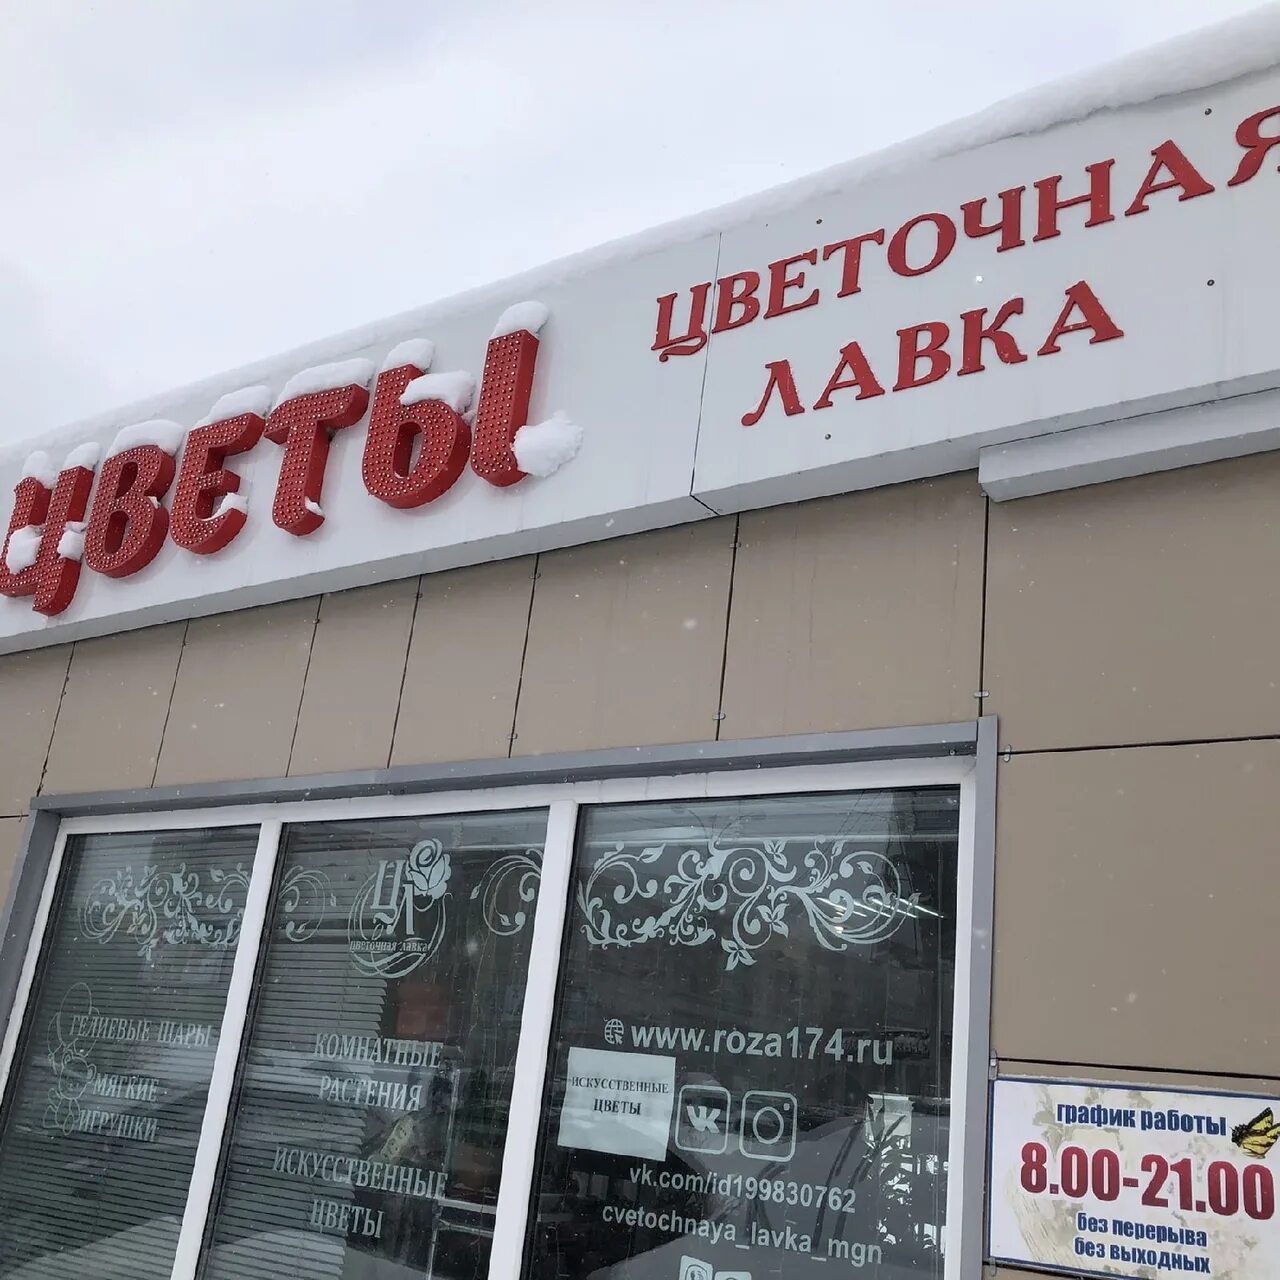 ЦВЕТЫ
ЦВЕТОЧНАЯ
ЛАВКА
ЦЛ
ЦВЕТОЧНАЯ ЛАВКА
ГЕЛИЕВЫЕ ШАРЫ
МЯГКИЕ
ИГРУШКИ
КОМНАТНЫЕ
РАСТЕНИЯ
ИСКУССТВЕННЫЕ
ЦВЕТЫ
www.roza174.ru
ИСКУССТВЕННЫЕ
ЦВЕТЫ
vk.com/id199830762
cvetochnaya_lavka_mgn
график работы
8.00-21.00
без перерыва
без выходных